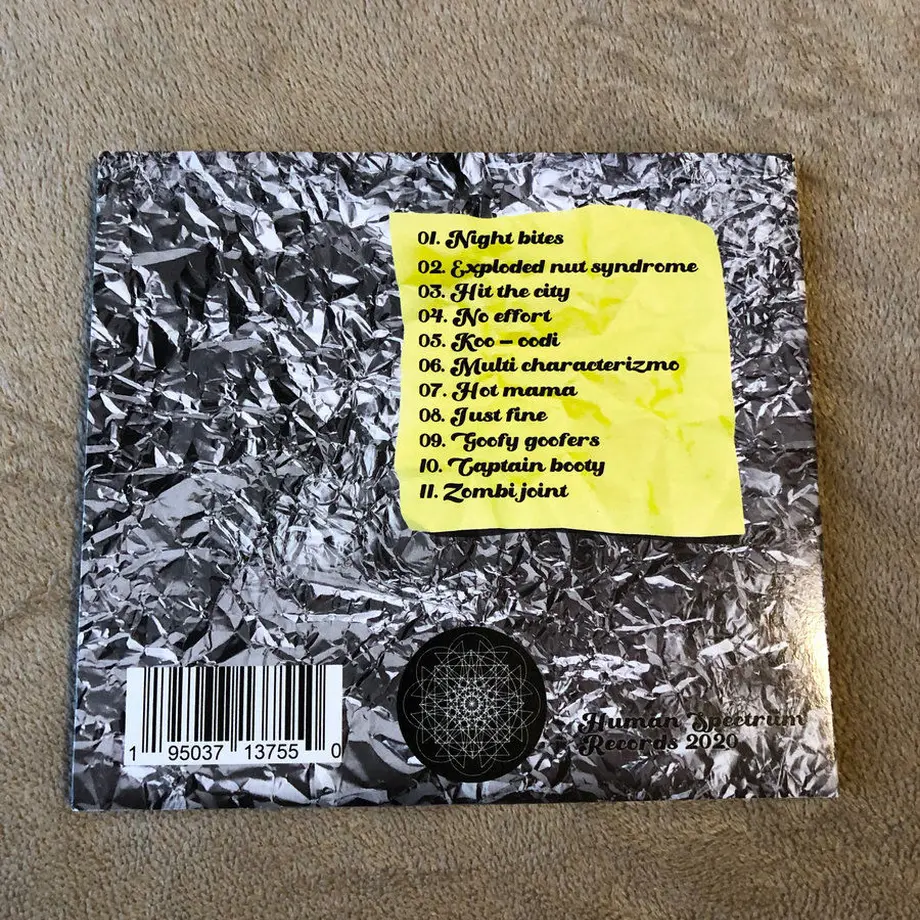 01. Night bites
02. Exploded nut syndrome
03. Hit the city
04. No effort
05. Koo – oodi
06. Multi characterizmo
07. Hot mama
08. Just fine
09. Goofy goofers
10. Captain booty
11. Zombi joint
Human Spectrum
Records 2020
1 95037 13755 0